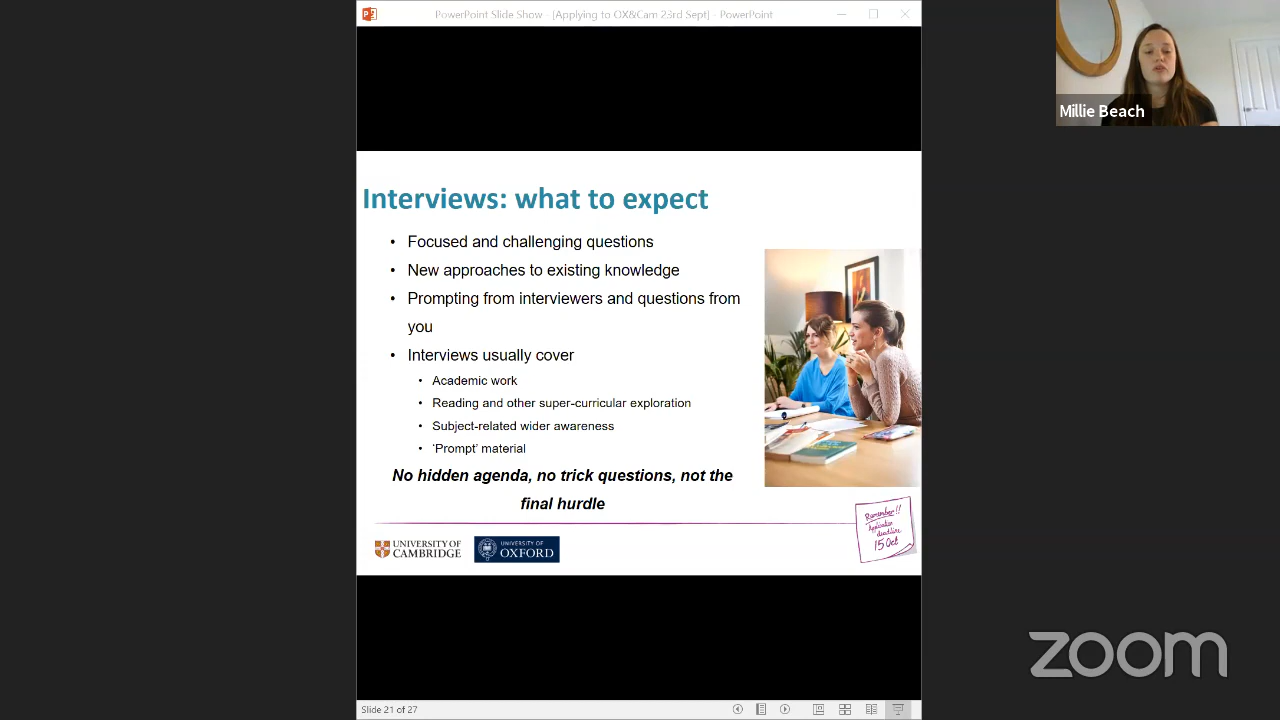 PowerPoint Slide Show - [Applying to OX&Cam 23rd Sept] - PowerPoint
Millie Beach
Interviews: what to expect
• Focused and challenging questions
• New approaches to existing knowledge
• Prompting from interviewers and questions from
you
• Interviews usually cover
• Academic work
• Reading and other super-curricular exploration
• Subject-related wider awareness
• ‘Prompt’ material
No hidden agenda, no trick questions, not the
final hurdle
Remember!!
Application
deadline
15 Oct
UNIVERSITY OF
CAMBRIDGE
UNIVERSITY OF
OXFORD
zoom
Slide 21 of 27